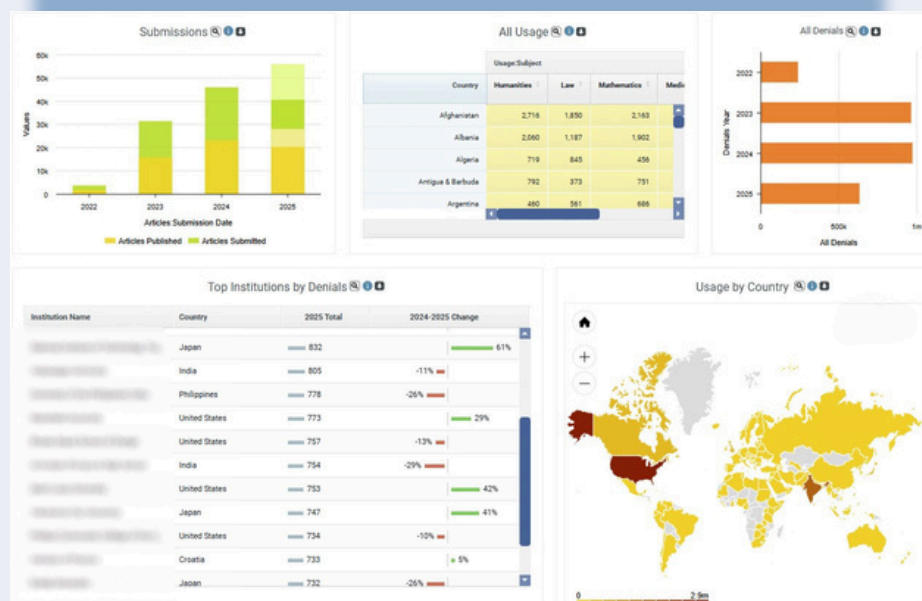 Submissions
60k
50k
40k
30k
20k
10k
0
Values
2022 2023 2024 2025
Articles Submission Date
Articles Published Articles Submitted
All Usage
Usage:Subject
Country Humanities Law Mathematics Medic
Afghanistan 2,716 1,850 2,163
Albania 2,060 1,187 1,902
Algeria 719 845 456
Antigua & Barbuda 792 373 751
Argentina 460 561 686
All Denials
Denials Year
2022
2023
2024
2025
0 500k 1m
All Denials
Top Institutions by Denials
Institution Name Country 2025 Total 2024-2025 Change
Japan 832 61%
India 805 -11%
Philippines 778 -26%
United States 773 29%
United States 757 -13%
India 754 -29%
United States 753 42%
Japan 747 41%
United States 734 -10%
Croatia 733 5%
Japan 732 -26%
Usage by Country
0 2.9m